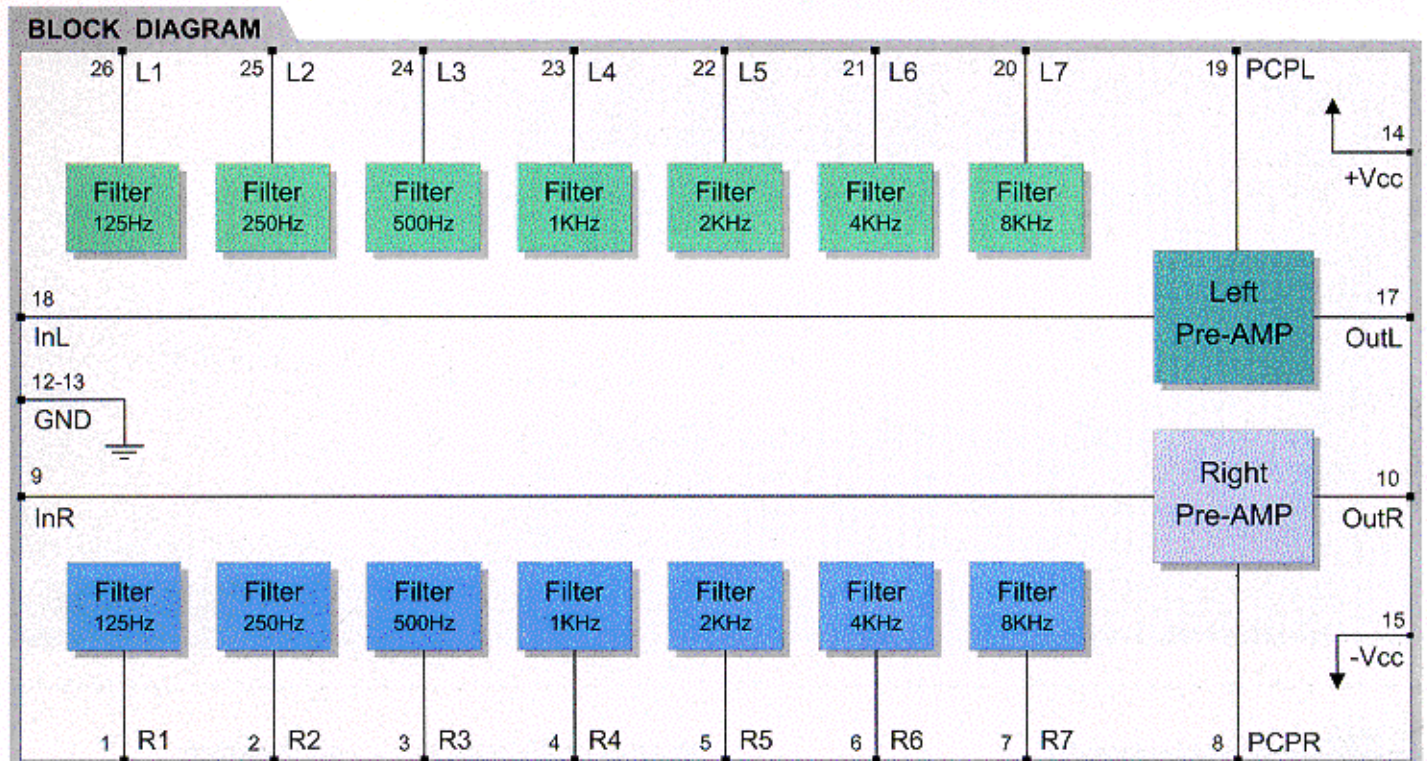 BLOCK DIAGRAM
26 L1 25 L2 24 L3 23 L4 22 L5 21 L6 20 L7 19 PCPL
14
+Vcc
Filter Filter Filter Filter Filter Filter Filter
125Hz 250Hz 500Hz 1KHz 2KHz 4KHz 8KHz
18
InL
Left
Pre-AMP
17
OutL
12-13
GND
9
InR
Right
Pre-AMP
10
OutR
Filter Filter Filter Filter Filter Filter Filter
125Hz 250Hz 500Hz 1KHz 2KHz 4KHz 8KHz
15
-Vcc
1 R1 2 R2 3 R3 4 R4 5 R5 6 R6 7 R7 8 PCPR